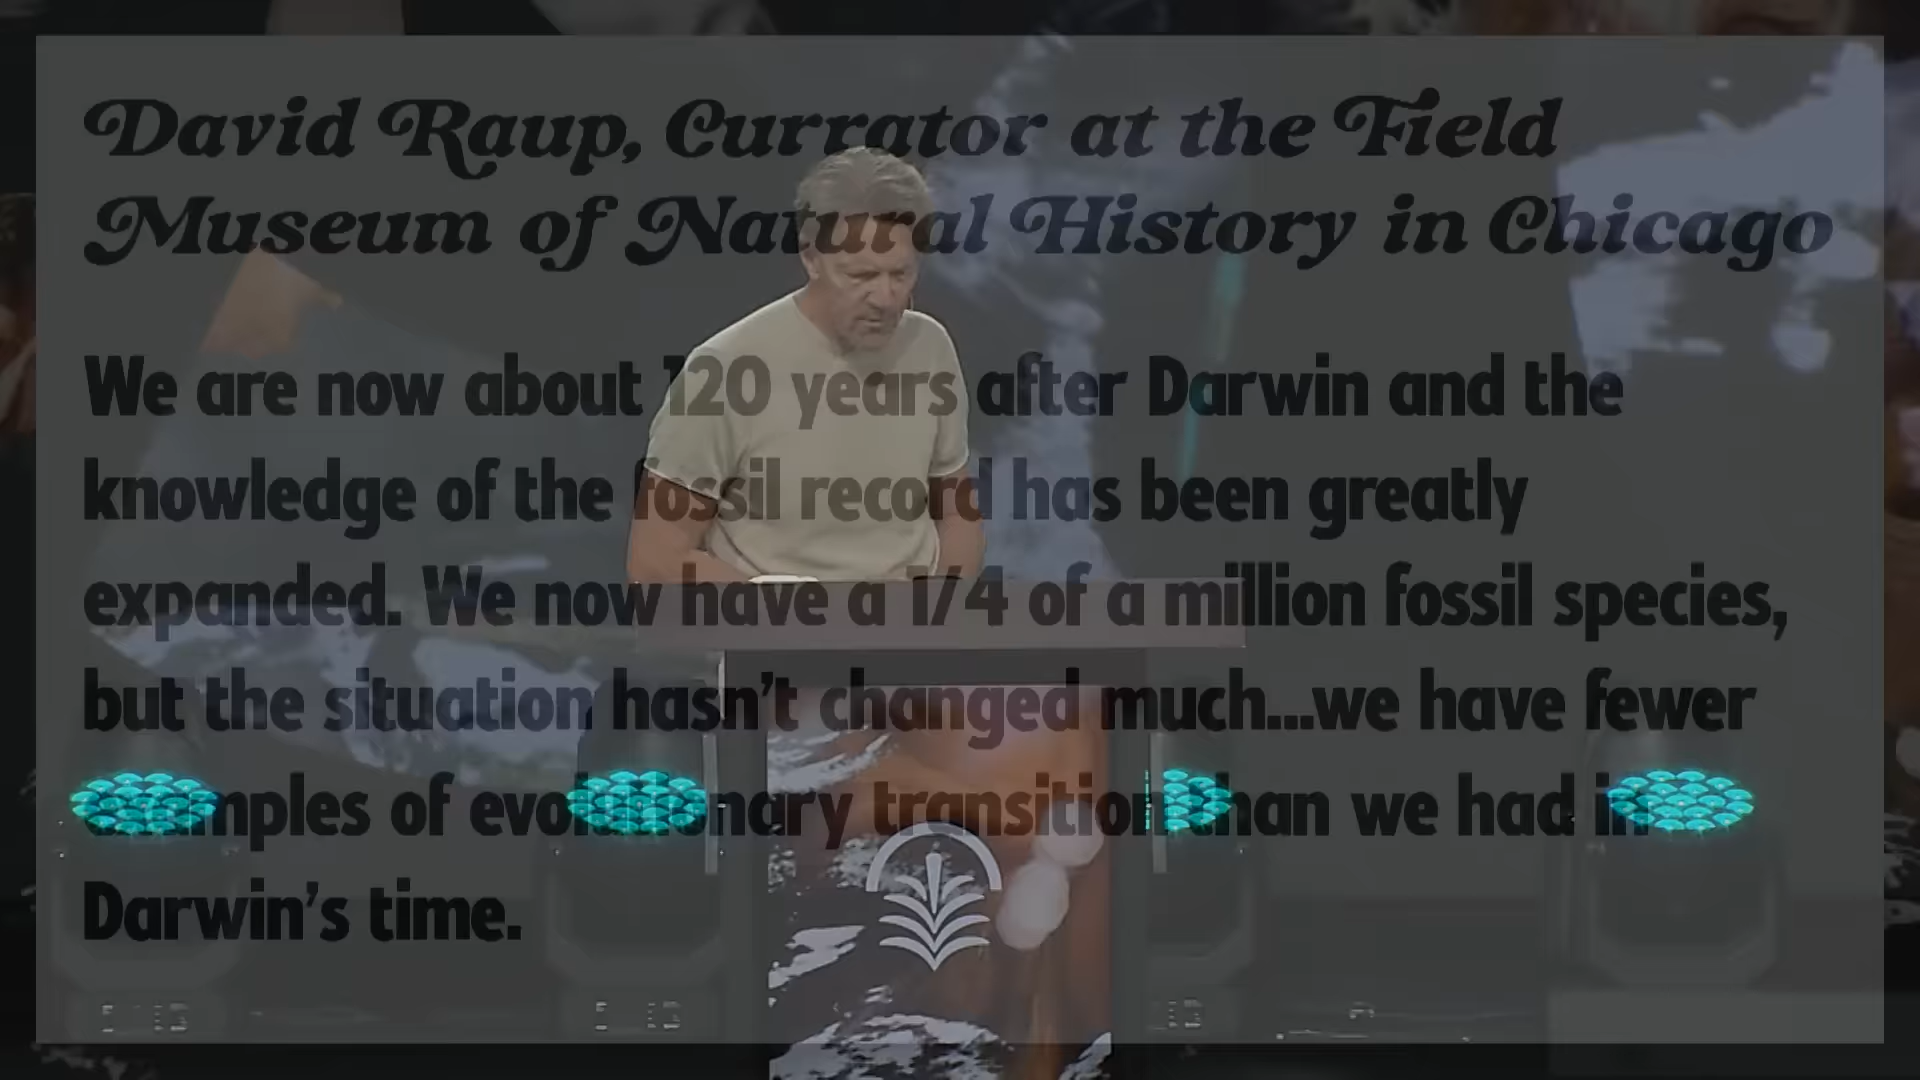 David Raup, Currator at the Field
Museum of Natural History in Chicago
We are now about 120 years after Darwin and the
knowledge of the fossil record has been greatly
expanded. We now have a 1/4 of a million fossil species,
but the situation hasn't changed much...we have fewer
examples of evolutionary transition than we had in
Darwin's time.